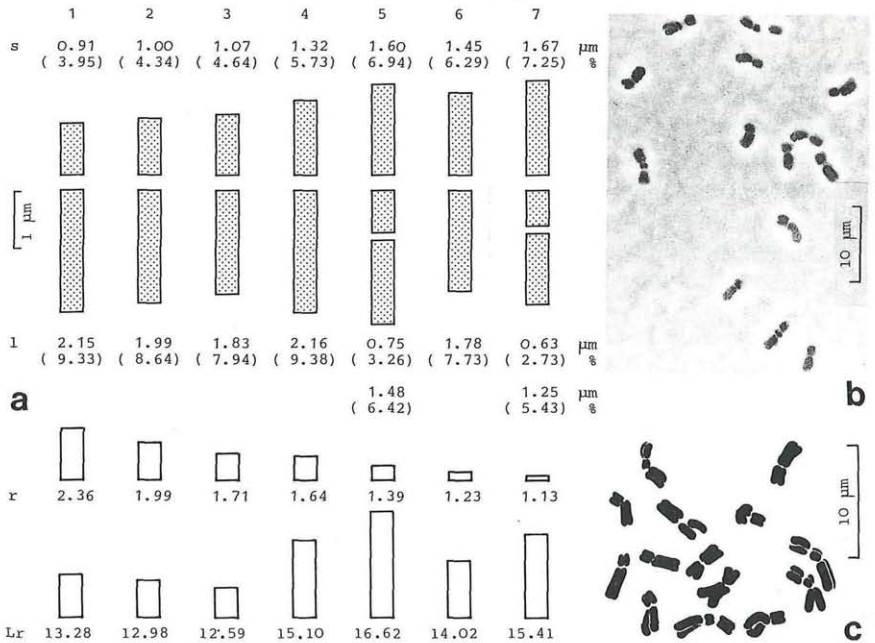 1 2 3 4 5 6 7
s 0.91 1.00 1.07 1.32 1.60 1.45 1.67 μm
( 3.95) ( 4.34) ( 4.64) ( 5.73) ( 6.94) ( 6.29) ( 7.25) %
1 μm
l 2.15 1.99 1.83 2.16 0.75 1.78 0.63 μm
( 9.33) ( 8.64) ( 7.94) ( 9.38) ( 3.26) ( 7.73) ( 2.73) %
1.48 1.25 μm
( 6.42) ( 5.43) %
a
r 2.36 1.99 1.71 1.64 1.39 1.23 1.13
Lr 13.28 12.98 12.59 15.10 16.62 14.02 15.41
10 μm
b
10 μm
c